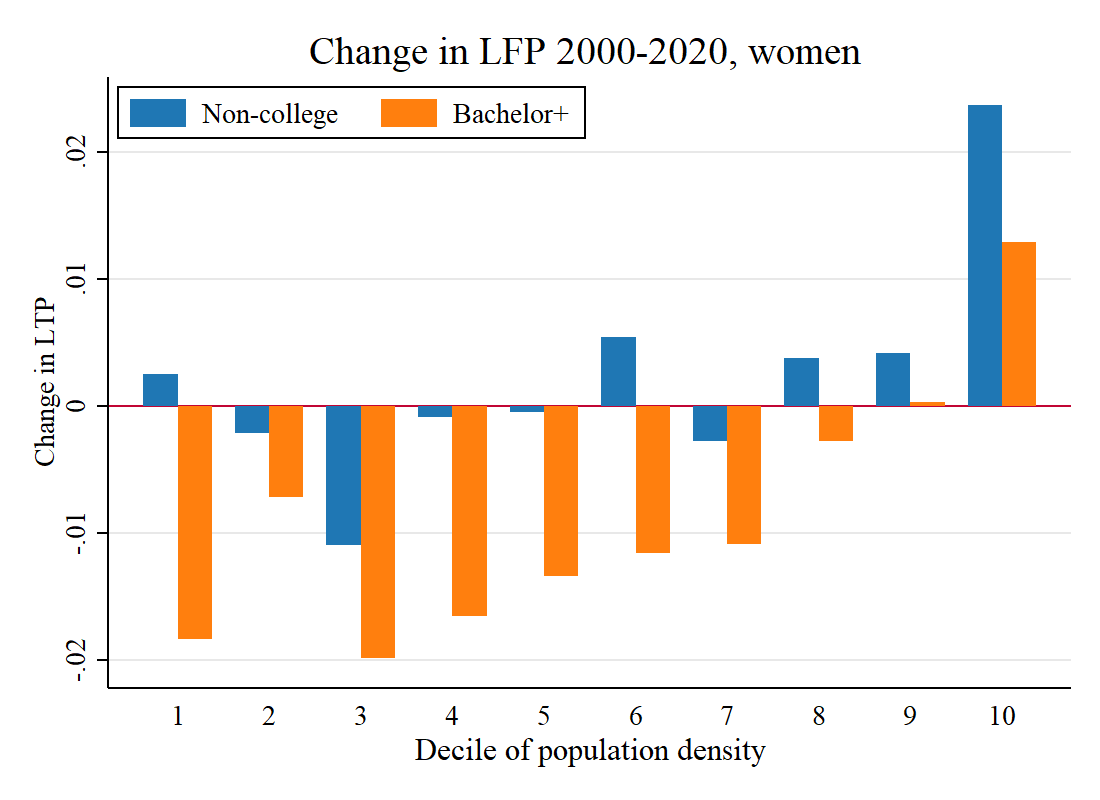 Change in LFP 2000-2020, women
Non-college Bachelor+
Change in LTP
.02
.01
0
-.01
-.02
1 2 3 4 5 6 7 8 9 10
Decile of population density